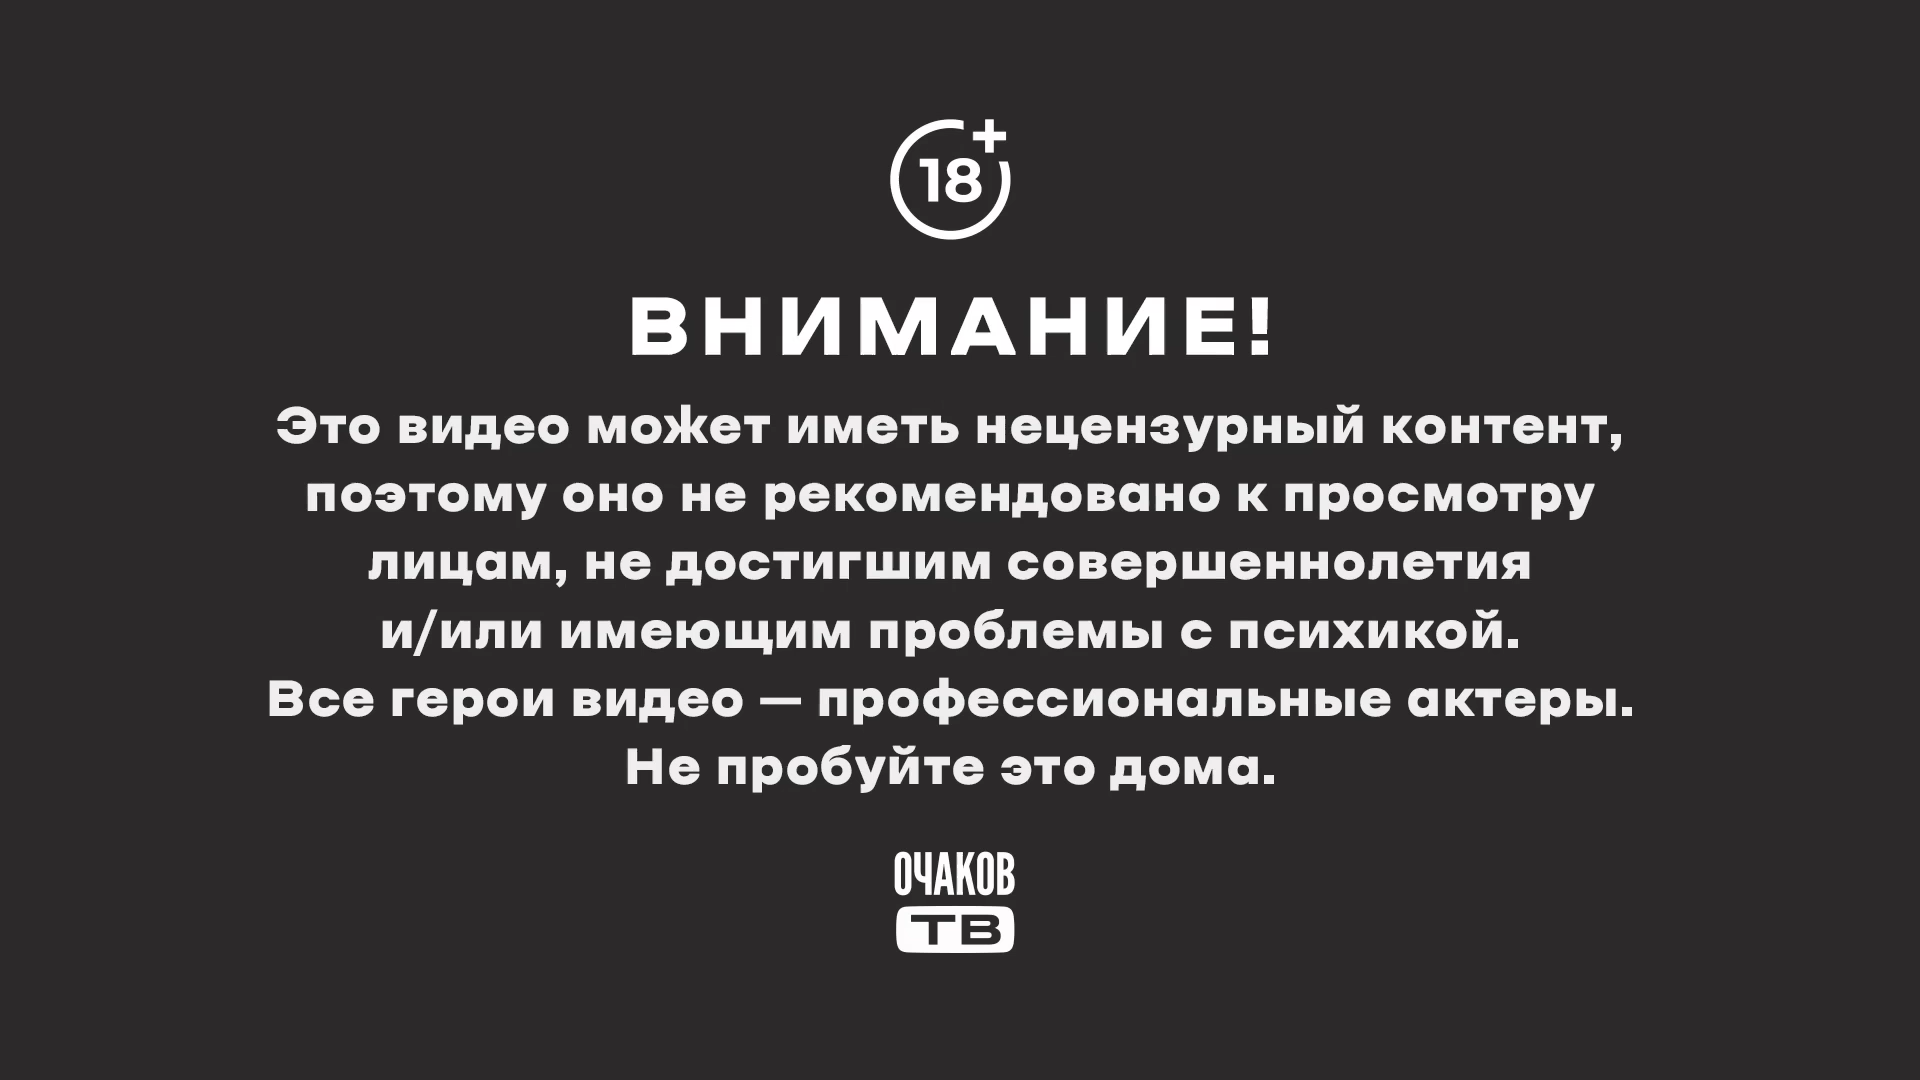 18+
ВНИМАНИЕ!
Это видео может иметь нецензурный контент,
поэтому оно не рекомендовано к просмотру
лицам, не достигшим совершеннолетия
и/или имеющим проблемы с психикой.
Все герои видео — профессиональные актеры.
Не пробуйте это дома.
ОЧАКОВ
ТВ